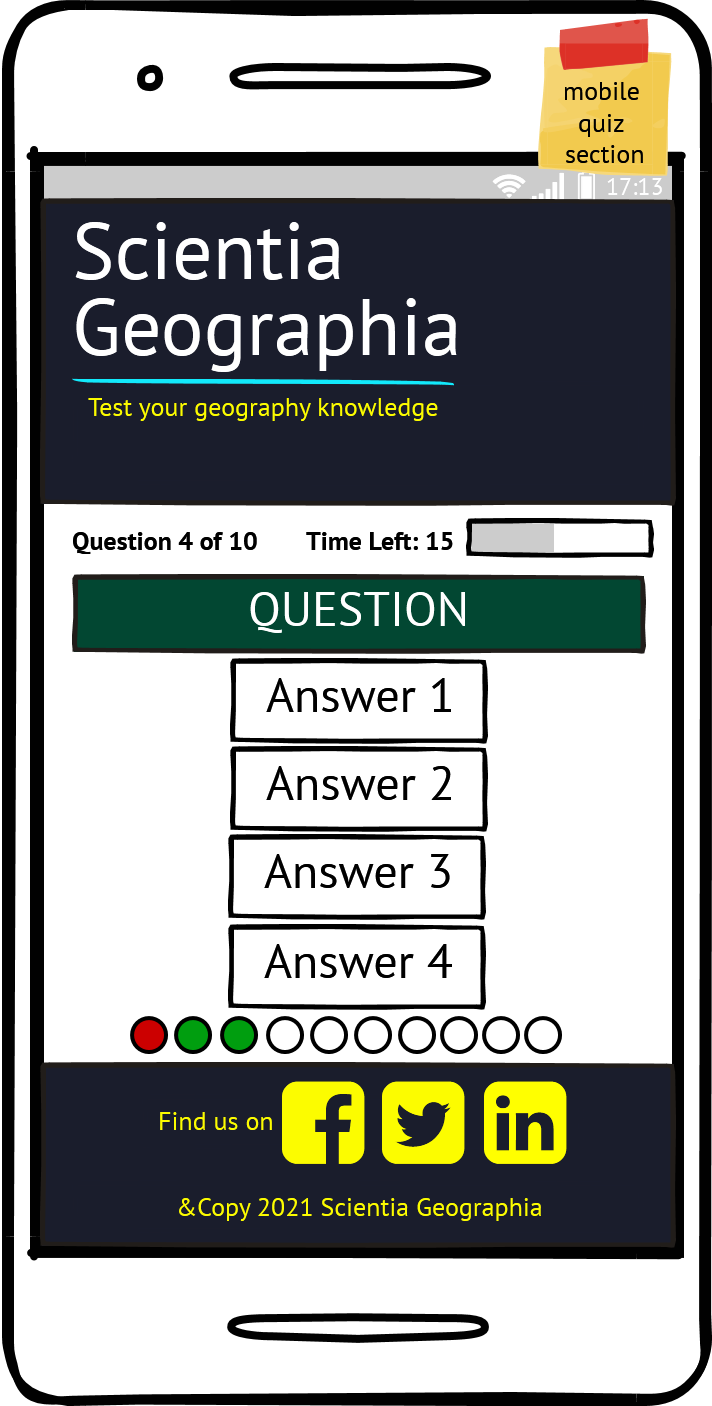 mobile
quiz
section
17:13
Scientia
Geographia
Test your geography knowledge
Question 4 of 10
Time Left: 15
QUESTION
Answer 1
Answer 2
Answer 3
Answer 4
Find us on
&Copy 2021 Scientia Geographia